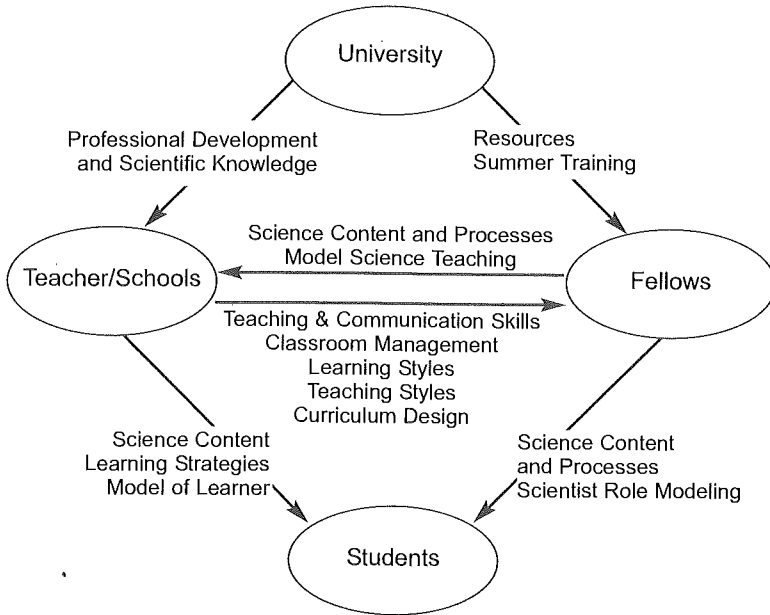 University
Professional Development
and Scientific Knowledge
Resources
Summer Training
Science Content and Processes
Model Science Teaching
Teacher/Schools
Fellows
Teaching & Communication Skills
Classroom Management
Learning Styles
Teaching Styles
Curriculum Design
Science Content
Learning Strategies
Model of Learner
Science Content
and Processes
Scientist Role Modeling
Students